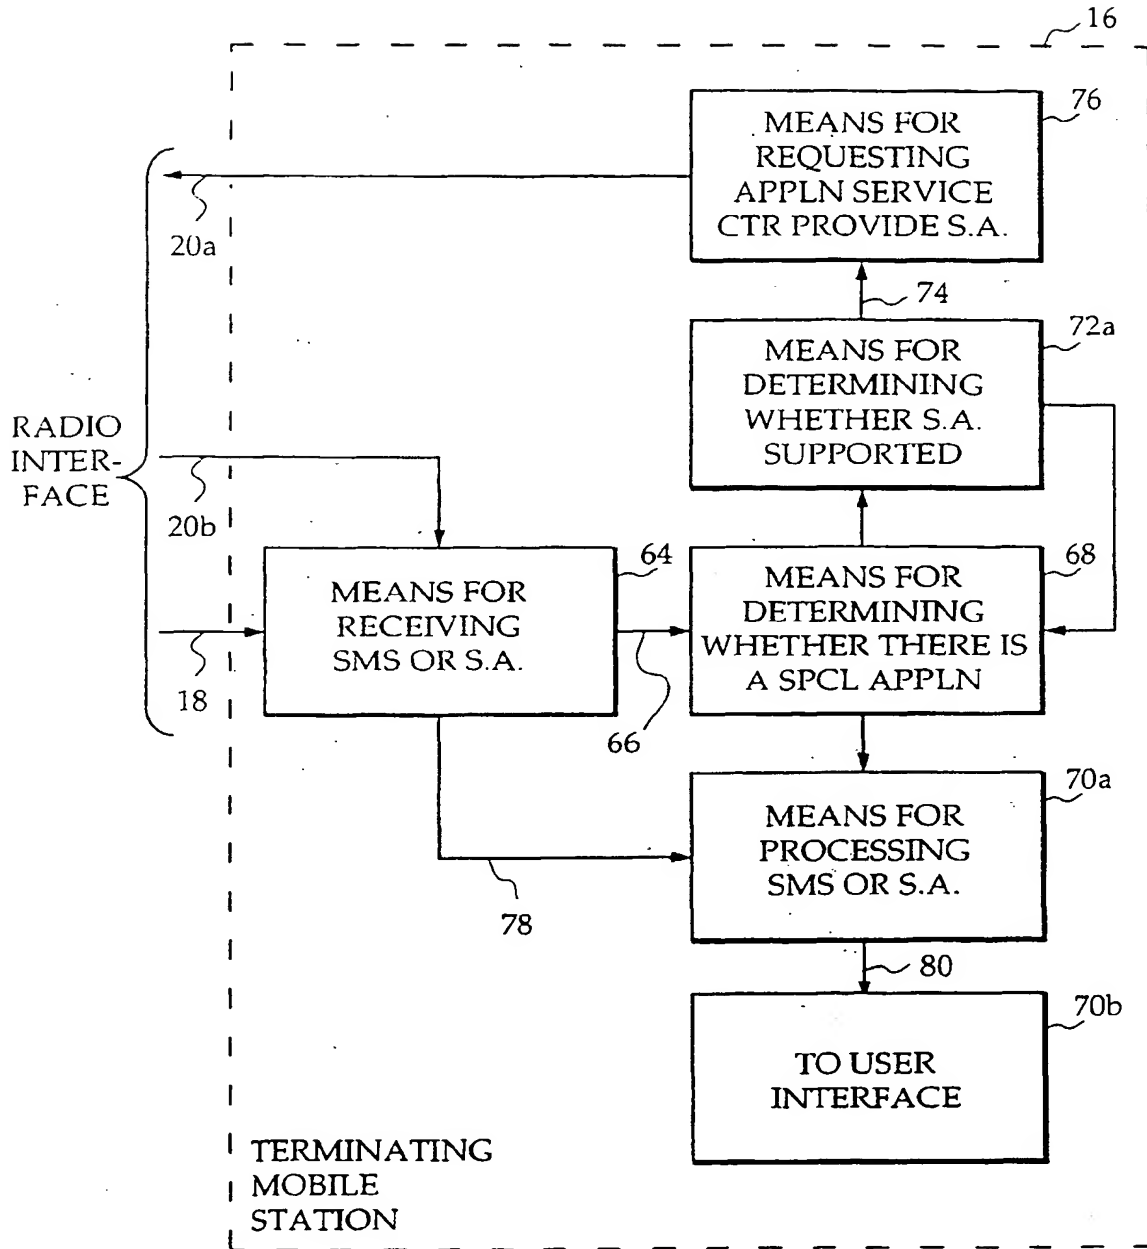 16
76
MEANS FOR
REQUESTING
APPLN SERVICE
CTR PROVIDE S.A.
20a
74
72a
MEANS FOR
DETERMINING
WHETHER S.A.
SUPPORTED
RADIO
INTER-
FACE
20b
64
MEANS FOR
RECEIVING
SMS OR S.A.
68
MEANS FOR
DETERMINING
WHETHER THERE IS
A SPCL APPLN
18
66
70a
MEANS FOR
PROCESSING
SMS OR S.A.
78
80
70b
TO USER
INTERFACE
TERMINATING
MOBILE
STATION